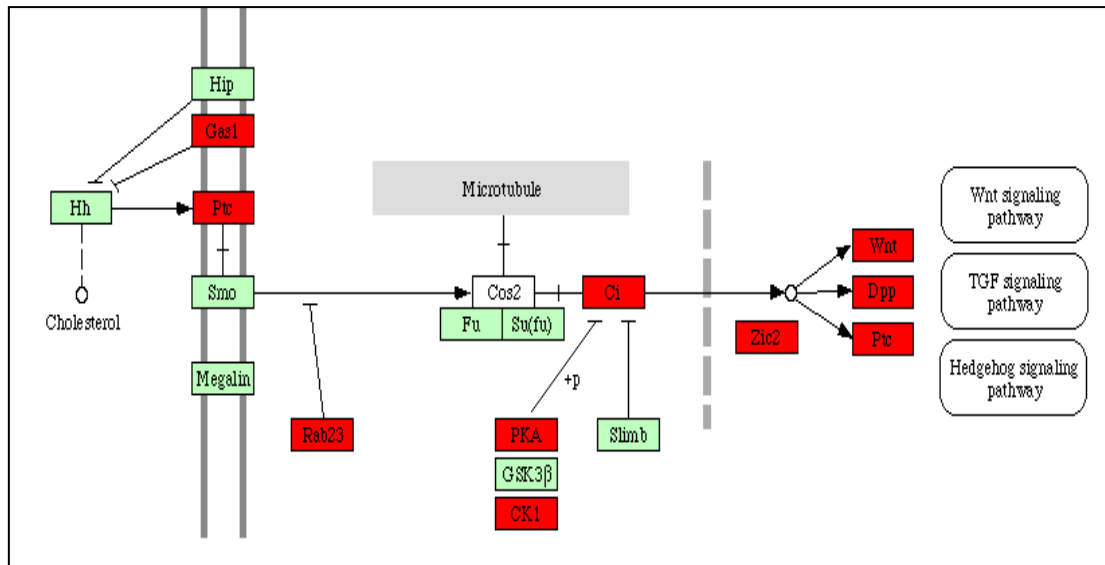 Hip
Gas1
Microtubule
Hh
Ptc
Wnt signaling
pathway
Wnt
Smo
Cos2
Ci
Dpp
TGF signaling
pathway
Cholesterol
Fu
Su(fu)
Zic2
Ptc
Hedgehog signaling
pathway
Megalin
+p
Rab23
PKA
Slimb
GSK3β
CK1